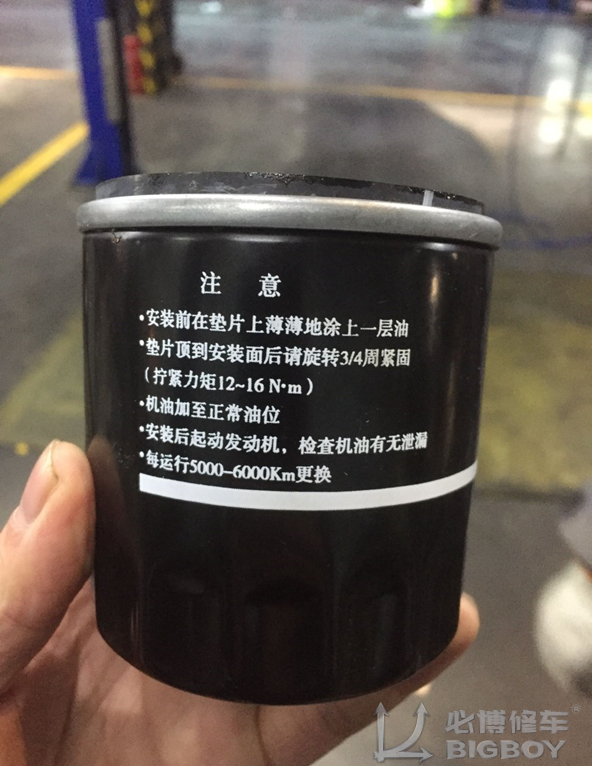 注 意
·安装前在垫片上薄薄地涂上一层油
·垫片顶到安装面后请旋转3/4周紧固
（拧紧力矩12~16 N·m）
·机油加至正常油位
·安装后起动发动机，检查机油有无泄漏
·每运行5000-6000Km更换
必博修车®
BIGBOY